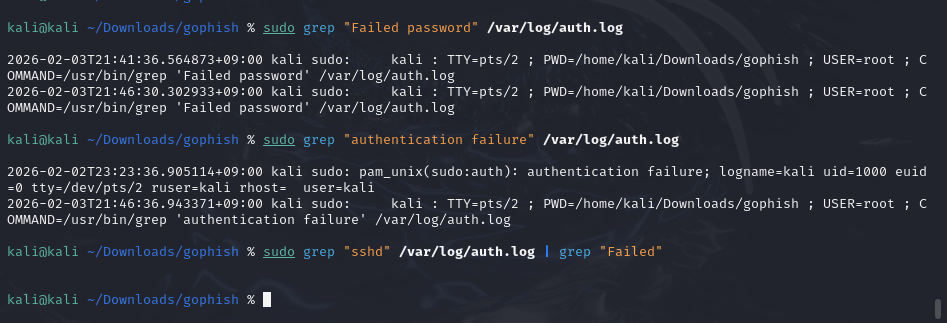 kali@kali ~/Downloads/gophish % sudo grep "Failed password" /var/log/auth.log
2026-02-03T21:41:36.564873+09:00 kali sudo:     kali : TTY=pts/2 ; PWD=/home/kali/Downloads/gophish ; USER=root ; C
OMMAND=/usr/bin/grep 'Failed password' /var/log/auth.log
2026-02-03T21:46:30.302933+09:00 kali sudo:     kali : TTY=pts/2 ; PWD=/home/kali/Downloads/gophish ; USER=root ; C
OMMAND=/usr/bin/grep 'Failed password' /var/log/auth.log
kali@kali ~/Downloads/gophish % sudo grep "authentication failure" /var/log/auth.log
2026-02-02T23:23:36.905114+09:00 kali sudo: pam_unix(sudo:auth): authentication failure; logname=kali uid=1000 euid
=0 tty=/dev/pts/2 ruser=kali rhost=  user=kali
2026-02-03T21:46:36.943371+09:00 kali sudo:     kali : TTY=pts/2 ; PWD=/home/kali/Downloads/gophish ; USER=root ; C
OMMAND=/usr/bin/grep 'authentication failure' /var/log/auth.log
kali@kali ~/Downloads/gophish % sudo grep "sshd" /var/log/auth.log | grep "Failed"
kali@kali ~/Downloads/gophish %